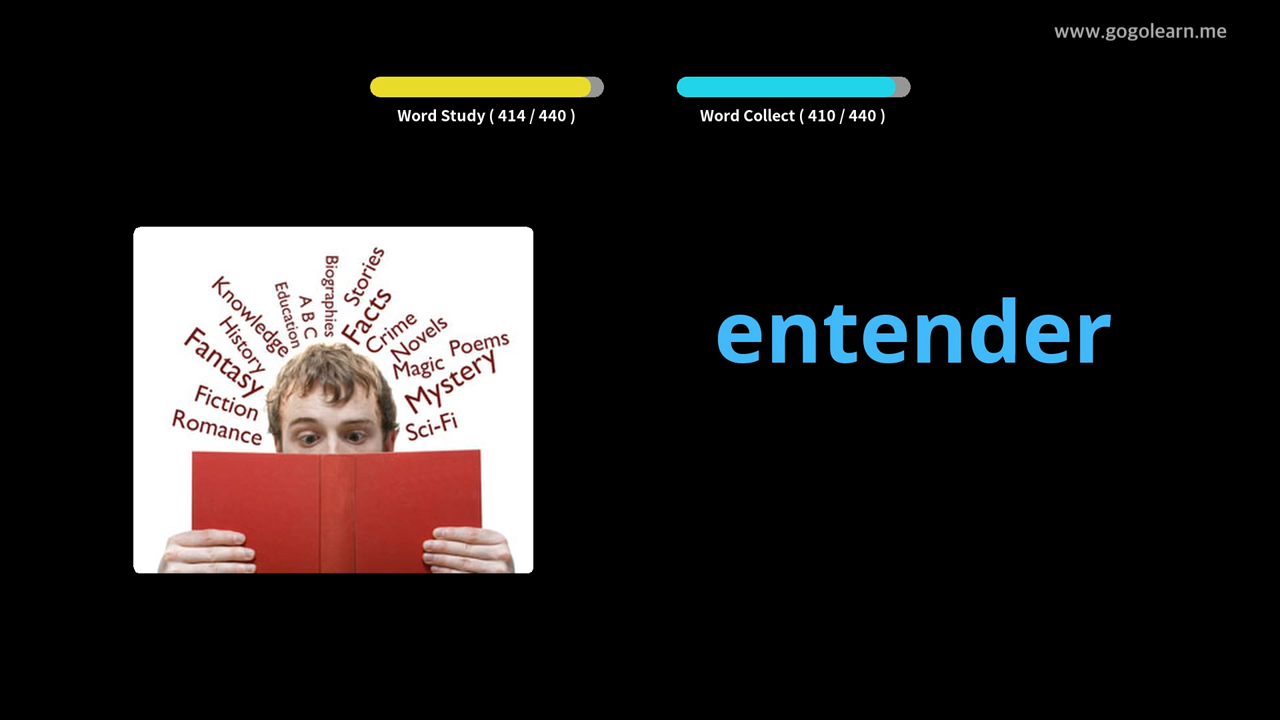 www.gogolearn.me
Word Study ( 414 / 440 )
Word Collect ( 410 / 440 )
Biographies
Stories
Education
A B C
Facts
Knowledge
Crime
History
Novels
Fantasy
Magic
Poems
Mystery
Fiction
Romance
Sci-Fi
entender